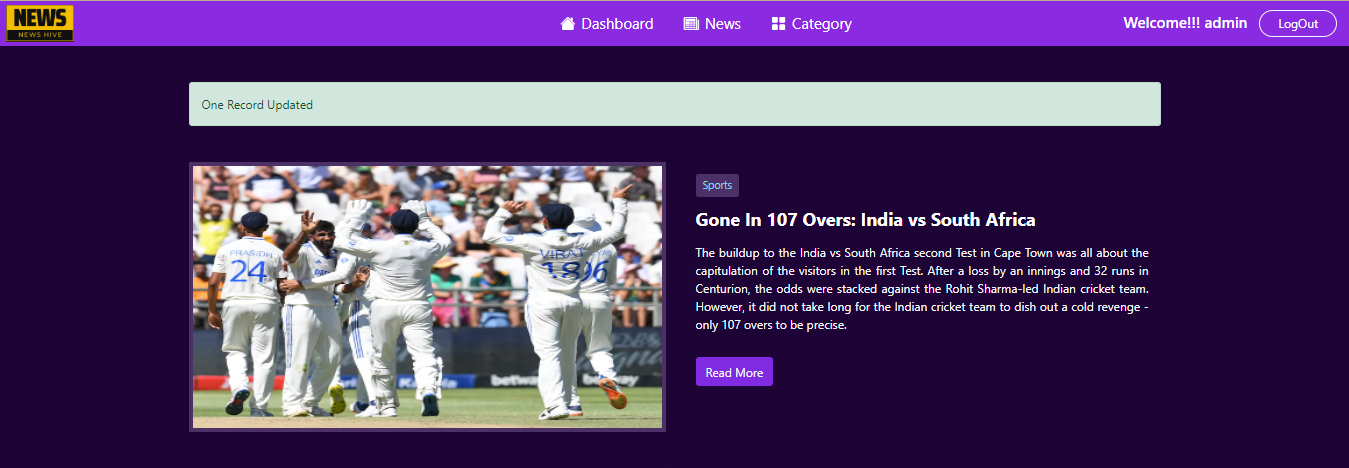 NEWS
NEWS HIVE
Dashboard
News
Category
Welcome!!! admin
LogOut
One Record Updated
PRASIDH
24
VIRAT
Sports
Gone In 107 Overs: India vs South Africa
The buildup to the India vs South Africa second Test in Cape Town was all about the
capitulation of the visitors in the first Test. After a loss by an innings and 32 runs in
Centurion, the odds were stacked against the Rohit Sharma-led Indian cricket team.
However, it did not take long for the Indian cricket team to dish out a cold revenge -
only 107 overs to be precise.
Read More